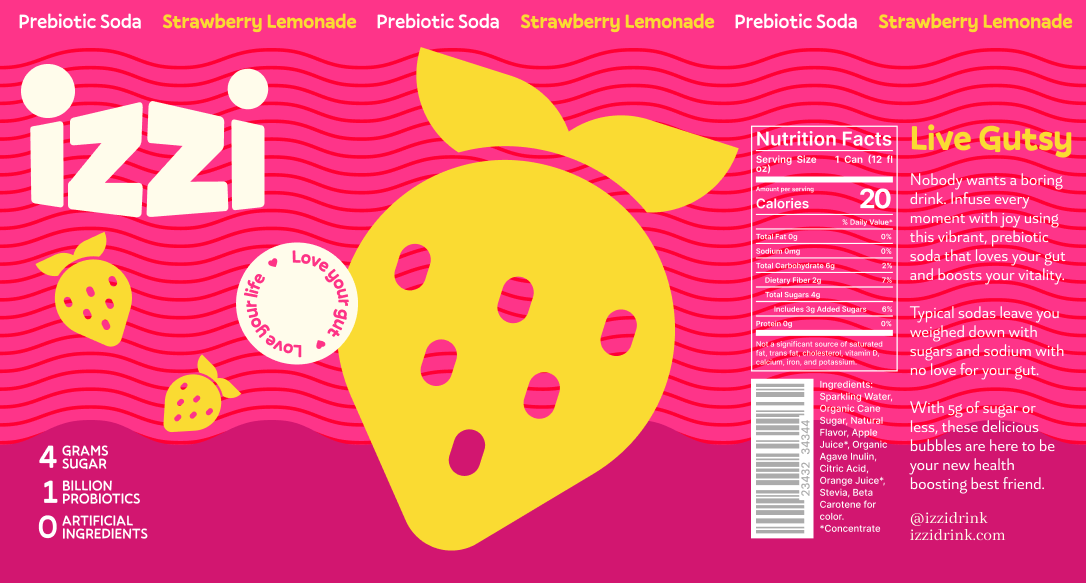 Prebiotic Soda Strawberry Lemonade Prebiotic Soda Strawberry Lemonade Prebiotic Soda Strawberry Lemonade
izzi
Love your gut ♥ Love your life ♥
4 GRAMS
SUGAR
1 BILLION
PROBIOTICS
0 ARTIFICIAL
INGREDIENTS
Nutrition Facts
Serving Size 1 Can (12 fl
oz)
Amount per serving
Calories 20
% Daily Value*
Total Fat 0g 0%
Sodium 0mg 0%
Total Carbohydrate 6g 2%
Dietary Fiber 2g 7%
Total Sugars 4g
Includes 3g Added Sugars 6%
Protein 0g 0%
Not a significant source of saturated
fat, trans fat, cholesterol, vitamin D,
calcium, iron, and potassium.
23432 34344
Ingredients:
Sparkling Water,
Organic Cane
Sugar, Natural
Flavor, Apple
Juice*, Organic
Agave Inulin,
Citric Acid,
Orange Juice*,
Stevia, Beta
Carotene for
color.
*Concentrate
Live Gutsy
Nobody wants a boring
drink. Infuse every
moment with joy using
this vibrant, prebiotic
soda that loves your gut
and boosts your vitality.
Typical sodas leave you
weighed down with
sugars and sodium with
no love for your gut.
With 5g of sugar or
less, these delicious
bubbles are here to be
your new health
boosting best friend.
@izzidrink
izzidrink.com